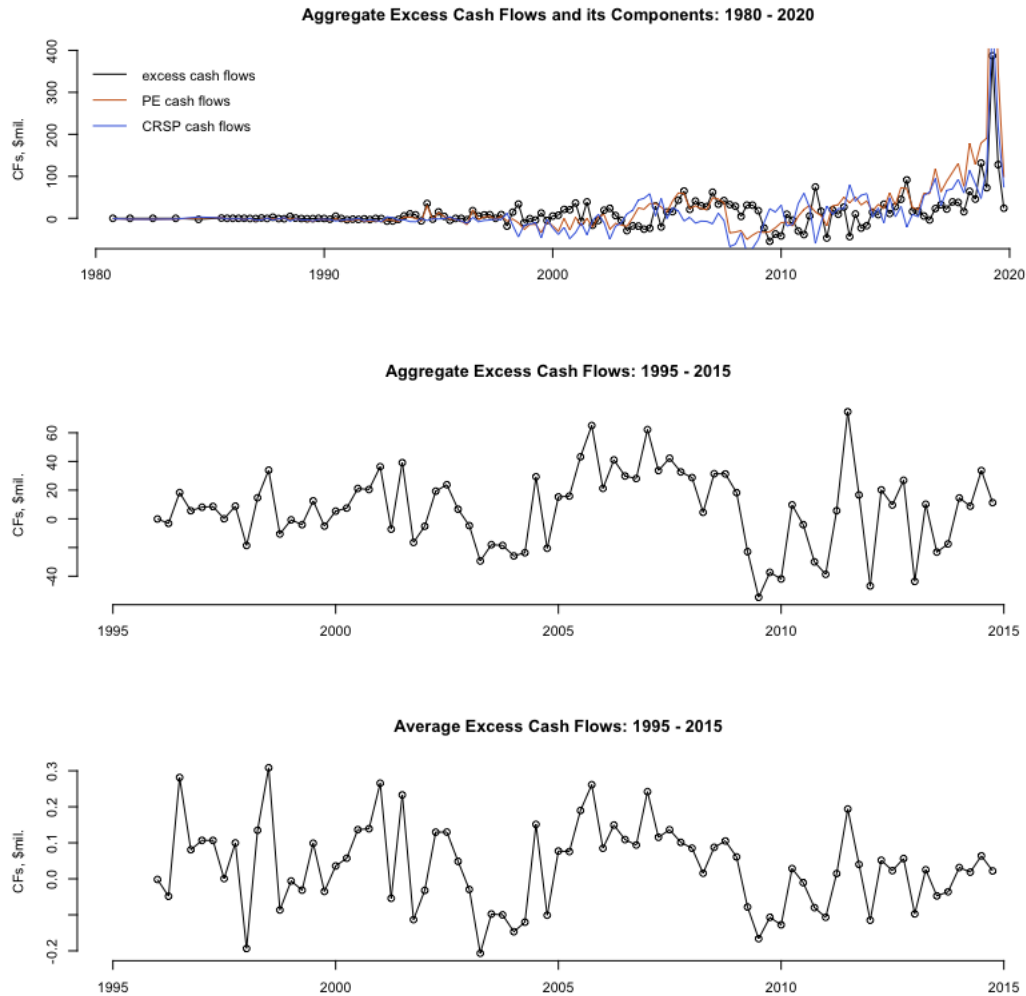 Aggregate Excess Cash Flows and its Components: 1980 - 2020
CFs, $mil.
400
300
200
100
0
excess cash flows
PE cash flows
CRSP cash flows
1980 1990 2000 2010 2020
Aggregate Excess Cash Flows: 1995 - 2015
CFs, $mil.
60
40
20
0
-40
1995 2000 2005 2010 2015
Average Excess Cash Flows: 1995 - 2015
CFs, $mil.
0.3
0.2
0.1
0.0
-0.2
1995 2000 2005 2010 2015